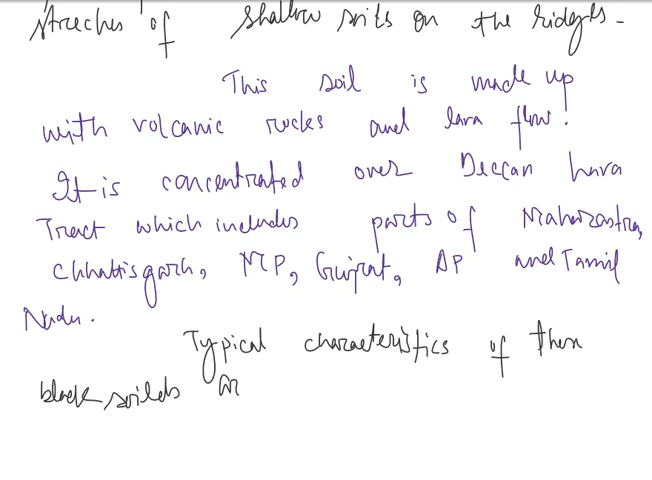 streches of shallow soils on the ridges.
This soil is made up
with volcanic rocks and lava flow.
It is concentrated over Deccan lava
Tract which includes parts of Maharastra,
Chhattisgarh, MP, Gujrat, AP and Tamil
Nadu.
Typical characteristics of these
black soils are